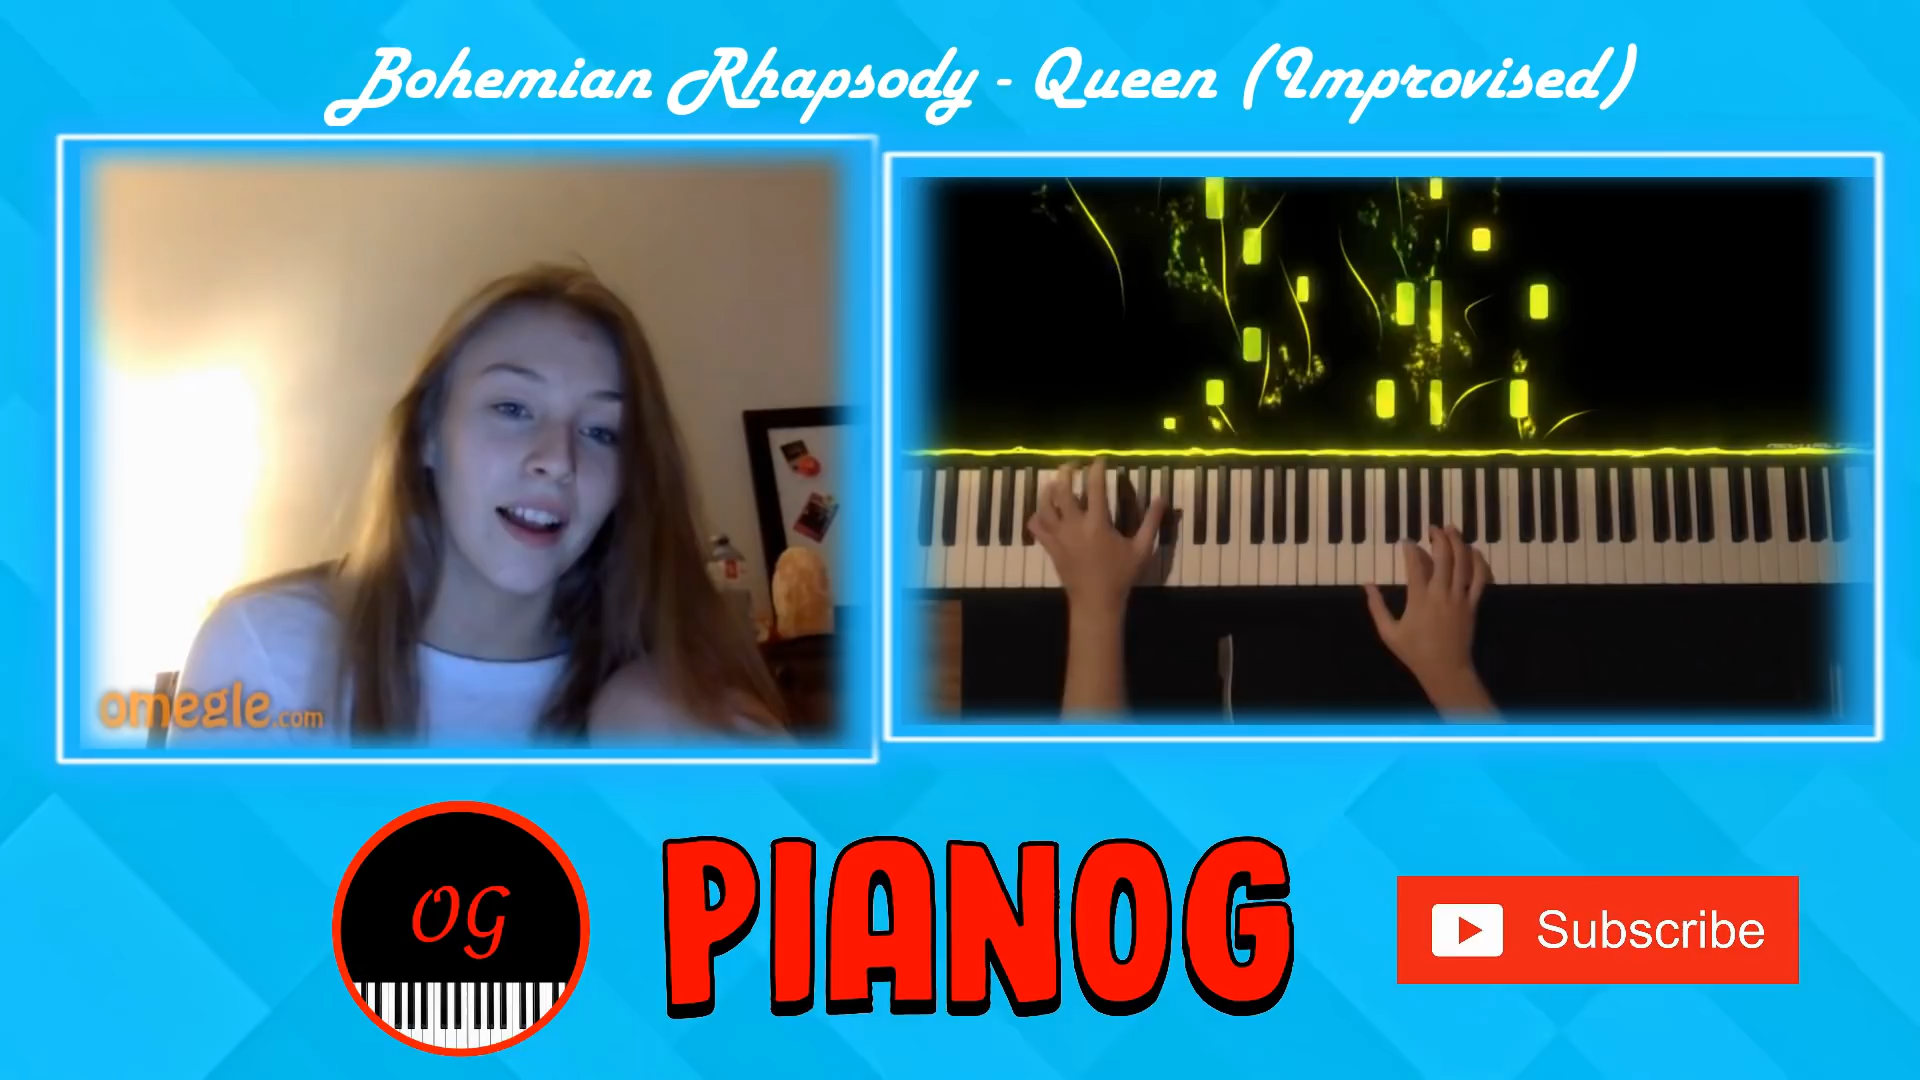 Bohemian Rhapsody - Queen (Improvised)
omegle.com
OG
PIANOG
Subscribe